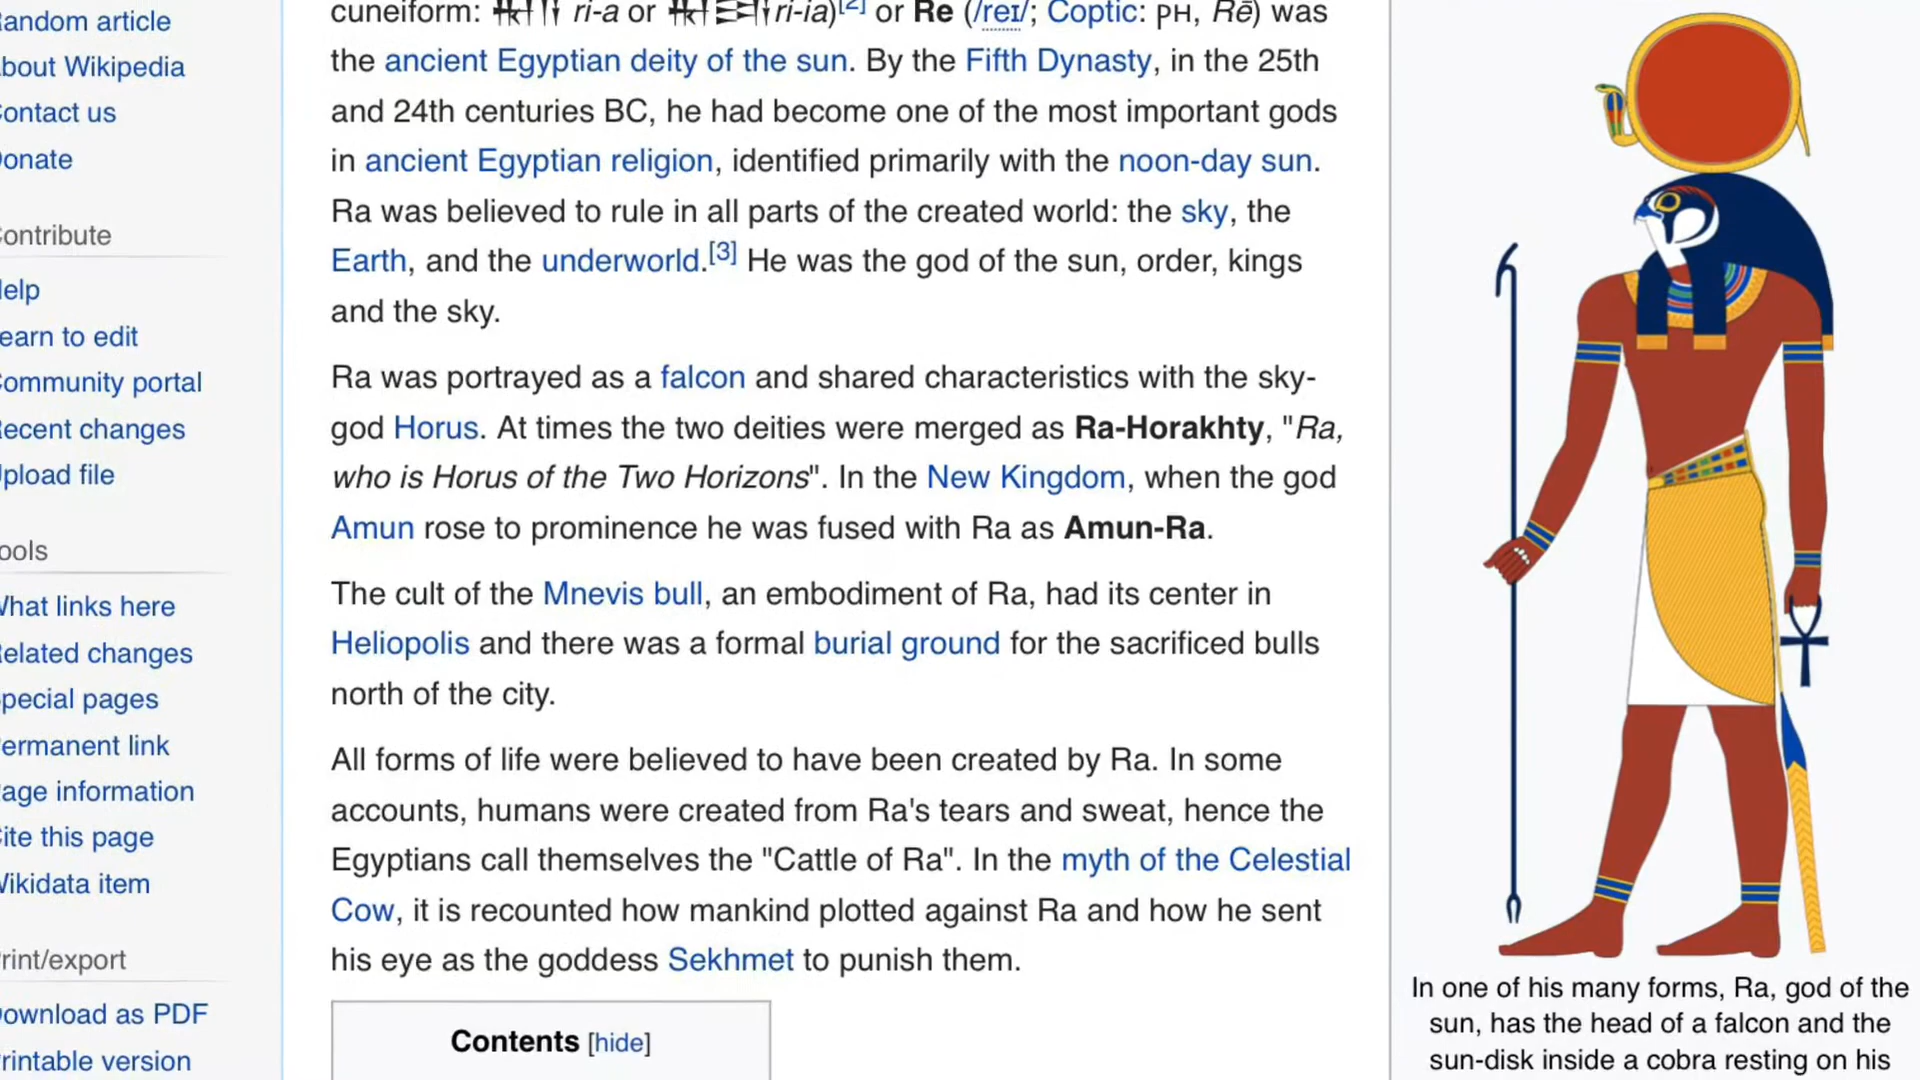 andom article
bout Wikipedia
ontact us
onate
ontribute
elp
earn to edit
ommunity portal
ecent changes
pload file
ools
hat links here
elated changes
pecial pages
ermanent link
age information
ite this page
ikidata item
rint/export
ownload as PDF
rintable version
cuneiform: ri-a or ri-ia)[2] or Re (/reɪ/; Coptic: ⲣⲏ, Rē) was
the ancient Egyptian deity of the sun. By the Fifth Dynasty, in the 25th
and 24th centuries BC, he had become one of the most important gods
in ancient Egyptian religion, identified primarily with the noon-day sun.
Ra was believed to rule in all parts of the created world: the sky, the
Earth, and the underworld.[3] He was the god of the sun, order, kings
and the sky.
Ra was portrayed as a falcon and shared characteristics with the sky-
god Horus. At times the two deities were merged as Ra-Horakhty, "Ra,
who is Horus of the Two Horizons". In the New Kingdom, when the god
Amun rose to prominence he was fused with Ra as Amun-Ra.
The cult of the Mnevis bull, an embodiment of Ra, had its center in
Heliopolis and there was a formal burial ground for the sacrificed bulls
north of the city.
All forms of life were believed to have been created by Ra. In some
accounts, humans were created from Ra's tears and sweat, hence the
Egyptians call themselves the "Cattle of Ra". In the myth of the Celestial
Cow, it is recounted how mankind plotted against Ra and how he sent
his eye as the goddess Sekhmet to punish them.
Contents [hide]
In one of his many forms, Ra, god of the
sun, has the head of a falcon and the
sun-disk inside a cobra resting on his